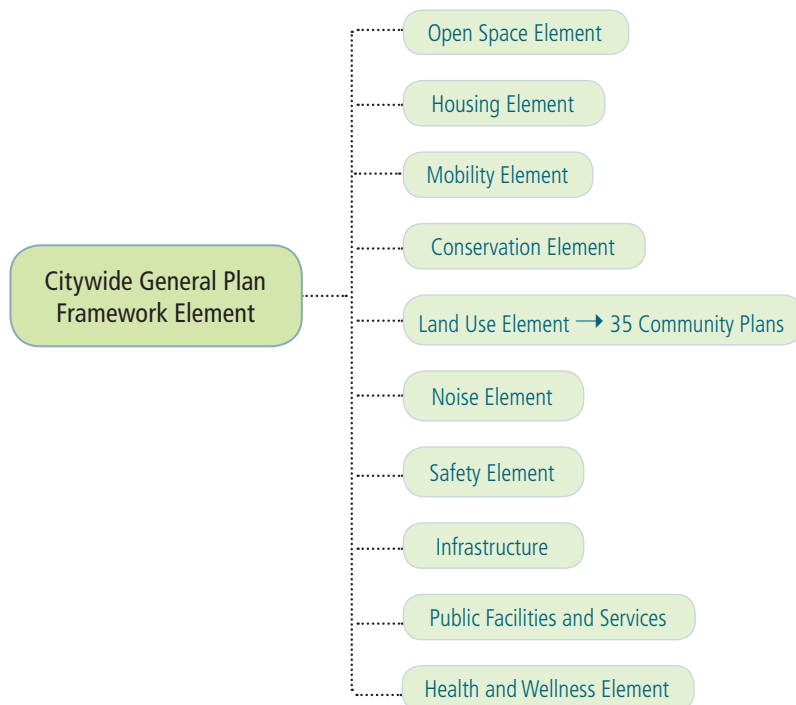 Open Space Element
Housing Element
Mobility Element
Conservation Element
Citywide General Plan
Framework Element
Land Use Element → 35 Community Plans
Noise Element
Safety Element
Infrastructure
Public Facilities and Services
Health and Wellness Element